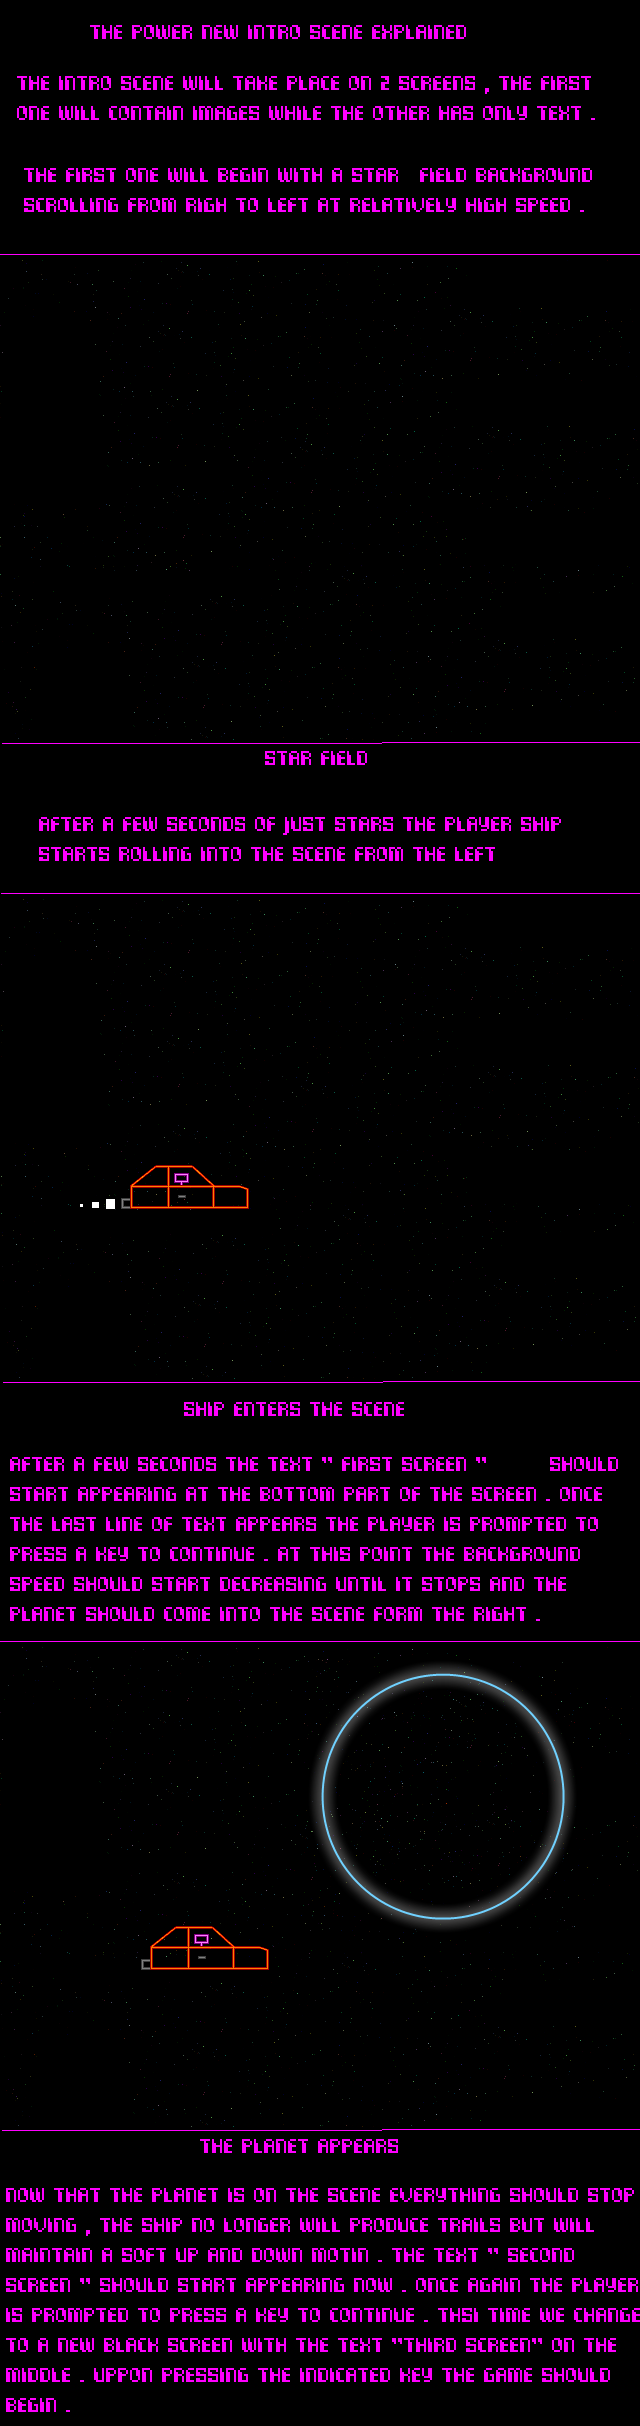 THE POWER NEW INTRO SCENE EXPLAINED
THE INTRO SCENE WILL TAKE PLACE ON 2 SCREENS , THE FIRST
ONE WILL CONTAIN IMAGES WHILE THE OTHER HAS ONLY TEXT .
THE FIRST ONE WILL BEGIN WITH A STAR FIELD BACKGROUND
SCROLLING FROM RIGH TO LEFT AT RELATIVELY HIGH SPEED .
STAR FIELD
AFTER A FEW SECONDS OF JUST STARS THE PLAYER SHIP
STARTS ROLLING INTO THE SCENE FROM THE LEFT
SHIP ENTERS THE SCENE
AFTER A FEW SECONDS THE TEXT " FIRST SCREEN " SHOULD
START APPEARING AT THE BOTTOM PART OF THE SCREEN . ONCE
THE LAST LINE OF TEXT APPEARS THE PLAYER IS PROMPTED TO
PRESS A KEY TO CONTINUE . AT THIS POINT THE BACKGROUND
SPEED SHOULD START DECREASING UNTIL IT STOPS AND THE
PLANET SHOULD COME INTO THE SCENE FORM THE RIGHT .
THE PLANET APPEARS
NOW THAT THE PLANET IS ON THE SCENE EVERYTHING SHOULD STOP
MOVING , THE SHIP NO LONGER WILL PRODUCE TRAILS BUT WILL
MAINTAIN A SOFT UP AND DOWN MOTIN . THE TEXT " SECOND
SCREEN " SHOULD START APPEARING NOW . ONCE AGAIN THE PLAYER
IS PROMPTED TO PRESS A KEY TO CONTINUE . THSI TIME WE CHANGE
TO A NEW BLACK SCREEN WITH THE TEXT "THIRD SCREEN" ON THE
MIDDLE . UPPON PRESSING THE INDICATED KEY THE GAME SHOULD
BEGIN .